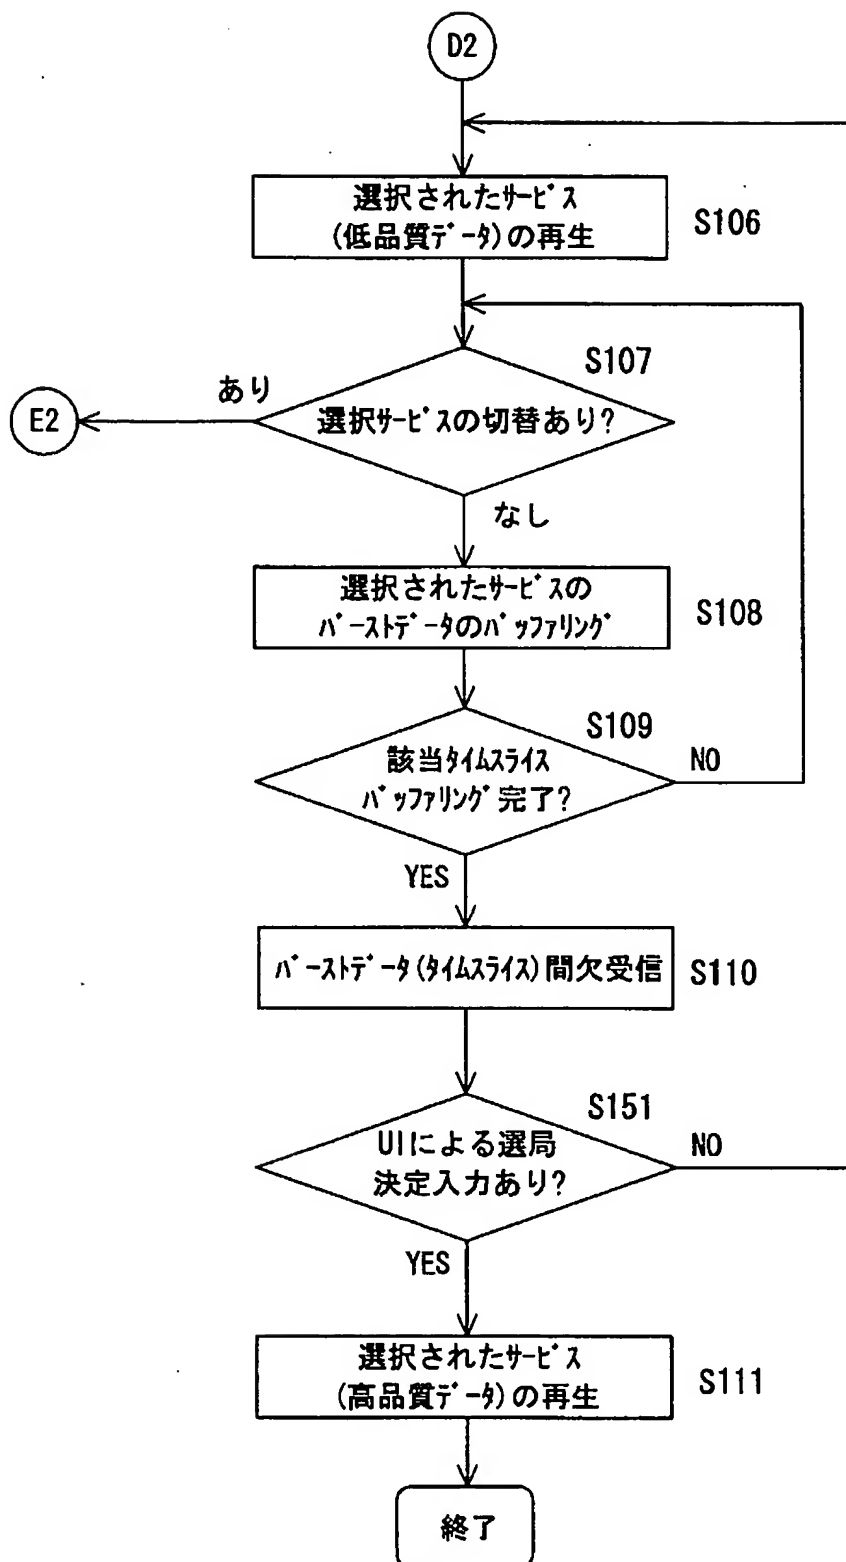 D2
選択されたサービス
(低品質データ)の再生
S106
S107
あり
E2
選択サービスの切替あり?
なし
選択されたサービスの
バーストデータのバッファリング
S108
S109
該当タイムスライス
バッファリング完了?
NO
YES
バーストデータ(タイムスライス)間欠受信
S110
S151
UIによる選局
決定入力あり?
NO
YES
選択されたサービス
(高品質データ)の再生
S111
終了